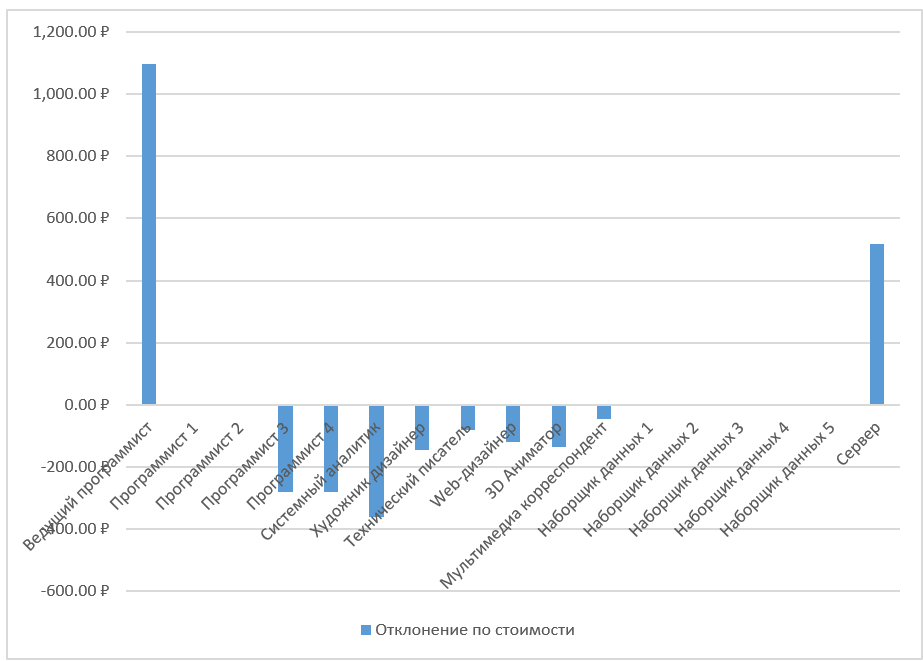 1,200.00 ₽
1,000.00 ₽
800.00 ₽
600.00 ₽
400.00 ₽
200.00 ₽
0.00 ₽
-200.00 ₽
-400.00 ₽
-600.00 ₽
Ведущий программист
Программист 1
Программист 2
Программист 3
Программист 4
Системный аналитик
Художник дизайнер
Технический писатель
Web-дизайнер
3D Аниматор
Мультимедиа корреспондент
Наборщик данных 1
Наборщик данных 2
Наборщик данных 3
Наборщик данных 4
Наборщик данных 5
Сервер
Отклонение по стоимости